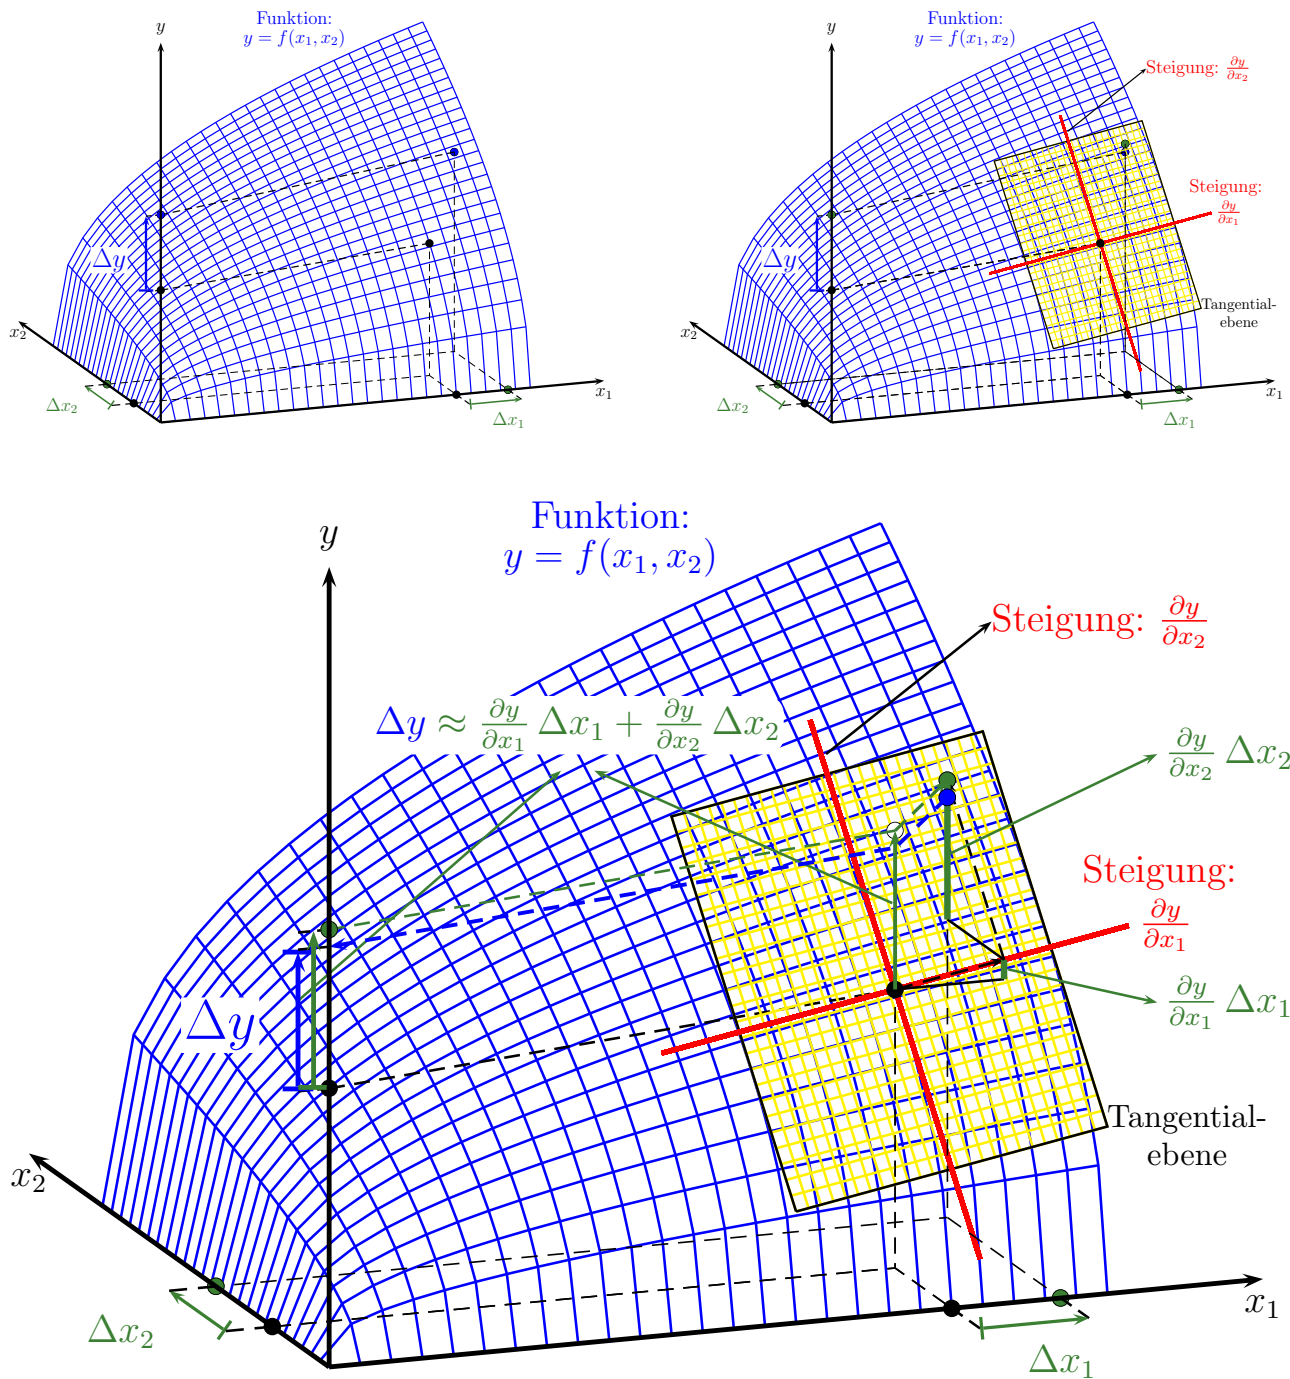 Funktion:
y = f(x₁, x₂)
y
Δy
x₂
Δx₂
x₁
Δx₁
Funktion:
y = f(x₁, x₂)
y
Steigung: ∂y/∂x₂
Steigung:
∂y/∂x₁
Δy
Tangential-
ebene
x₂
Δx₂
x₁
Δx₁
Funktion:
y = f(x₁, x₂)
y
Steigung: ∂y/∂x₂
Δy ≈ ∂y/∂x₁ Δx₁ + ∂y/∂x₂ Δx₂
∂y/∂x₂ Δx₂
Steigung:
∂y/∂x₁
Δy
∂y/∂x₁ Δx₁
Tangential-
ebene
x₂
Δx₂
x₁
Δx₁